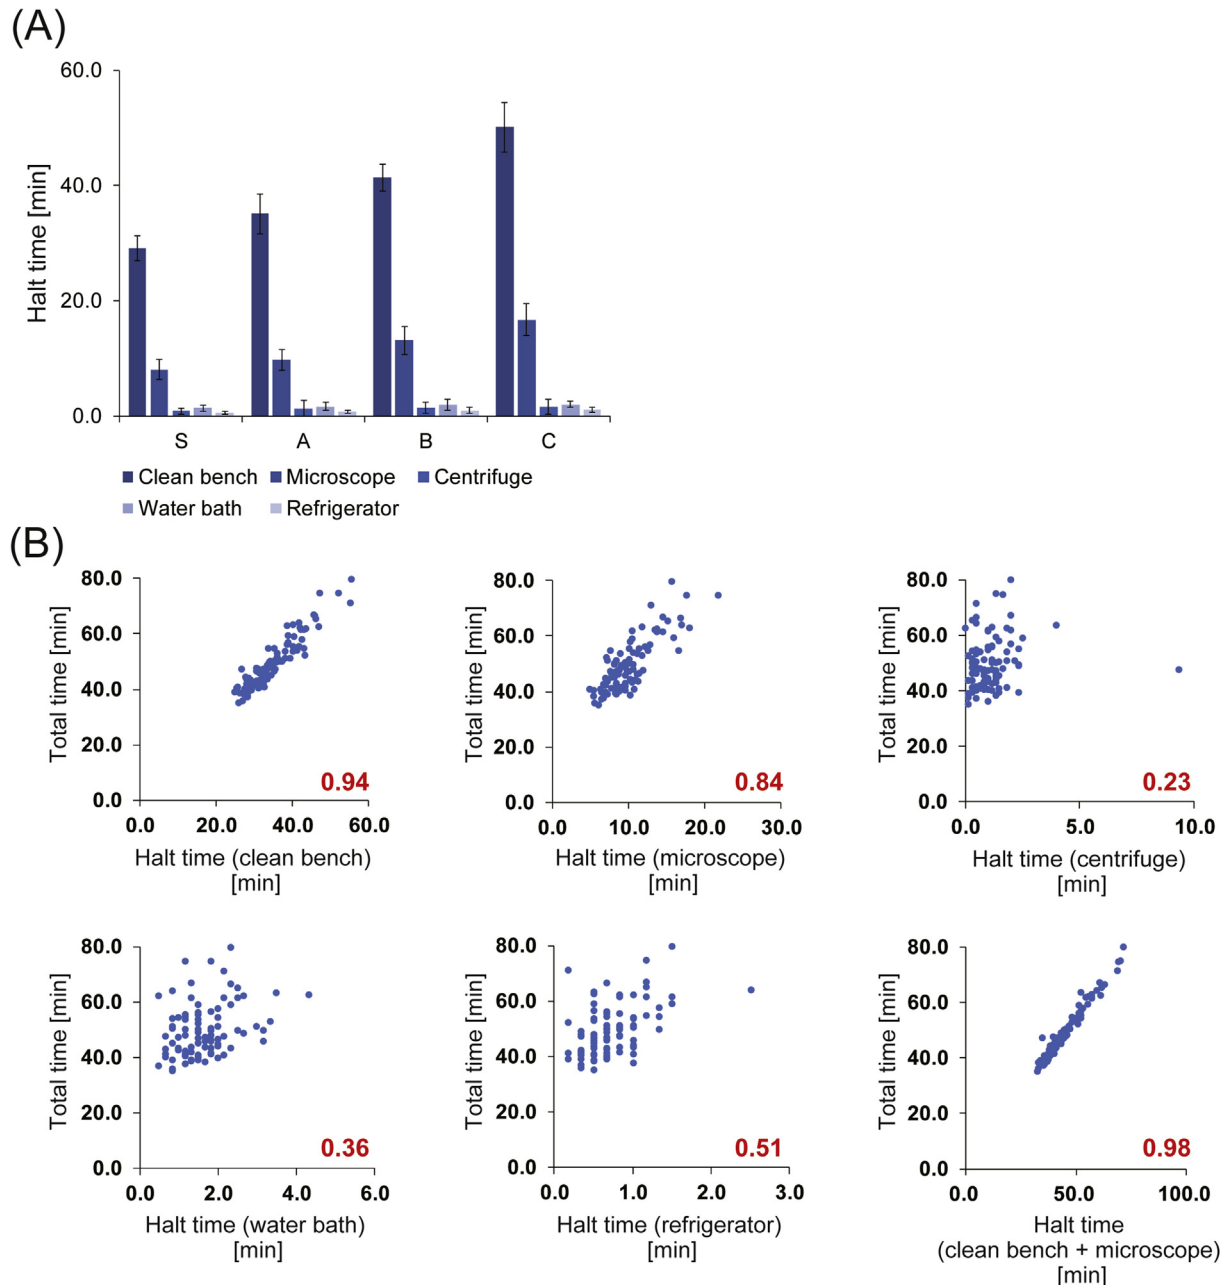 (A)
60.0
40.0
20.0
0.0
Halt time [min]
S A B C
Clean bench Microscope Centrifuge
Water bath Refrigerator
(B)
80.0
60.0
40.0
20.0
0.0
Total time [min]
0.94
0.0 20.0 40.0 60.0
Halt time (clean bench)
[min]
80.0
60.0
40.0
20.0
0.0
Total time [min]
0.84
0.0 10.0 20.0 30.0
Halt time (microscope)
[min]
80.0
60.0
40.0
20.0
0.0
Total time [min]
0.23
0.0 5.0 10.0
Halt time (centrifuge)
[min]
80.0
60.0
40.0
20.0
0.0
Total time [min]
0.36
0.0 2.0 4.0 6.0
Halt time (water bath)
[min]
80.0
60.0
40.0
20.0
0.0
Total time [min]
0.51
0.0 1.0 2.0 3.0
Halt time (refrigerator)
[min]
80.0
60.0
40.0
20.0
0.0
Total time [min]
0.98
0.0 50.0 100.0
Halt time
(clean bench + microscope)
[min]